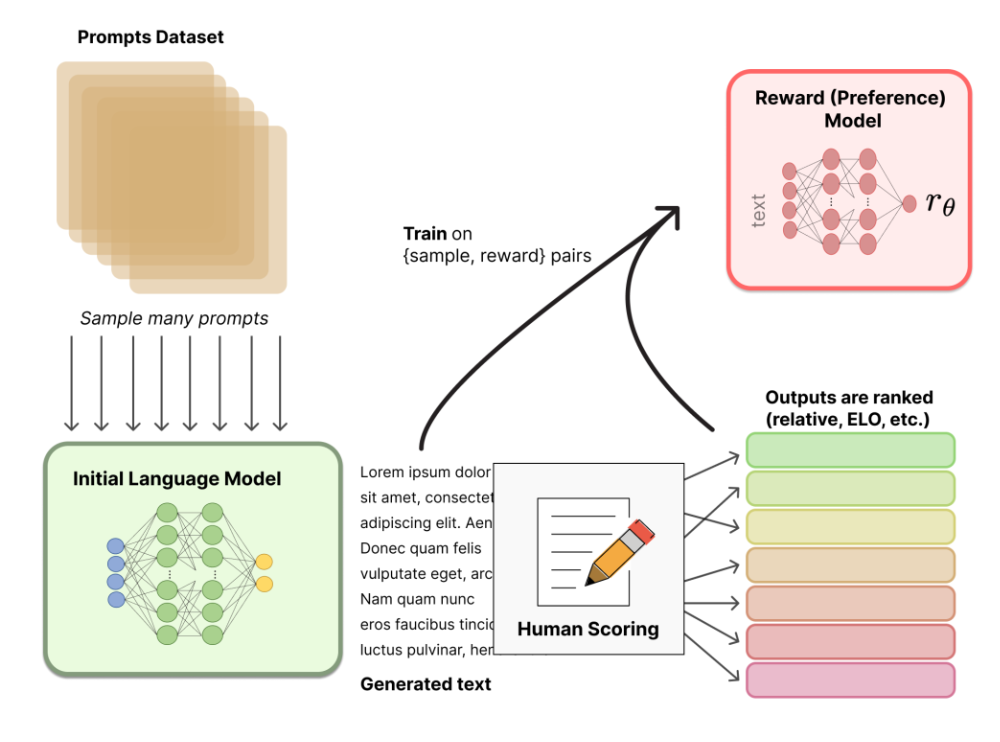 Prompts Dataset
Sample many prompts
Initial Language Model
Lorem ipsum dolor
sit amet, consectet
adipiscing elit. Aen
Donec quam felis
vulputate eget, arc
Nam quam nunc
eros faucibus tincid
luctus pulvinar, her
Generated text
Human Scoring
Train on
{sample, reward} pairs
Outputs are ranked
(relative, ELO, etc.)
Reward (Preference)
Model
text
rθ